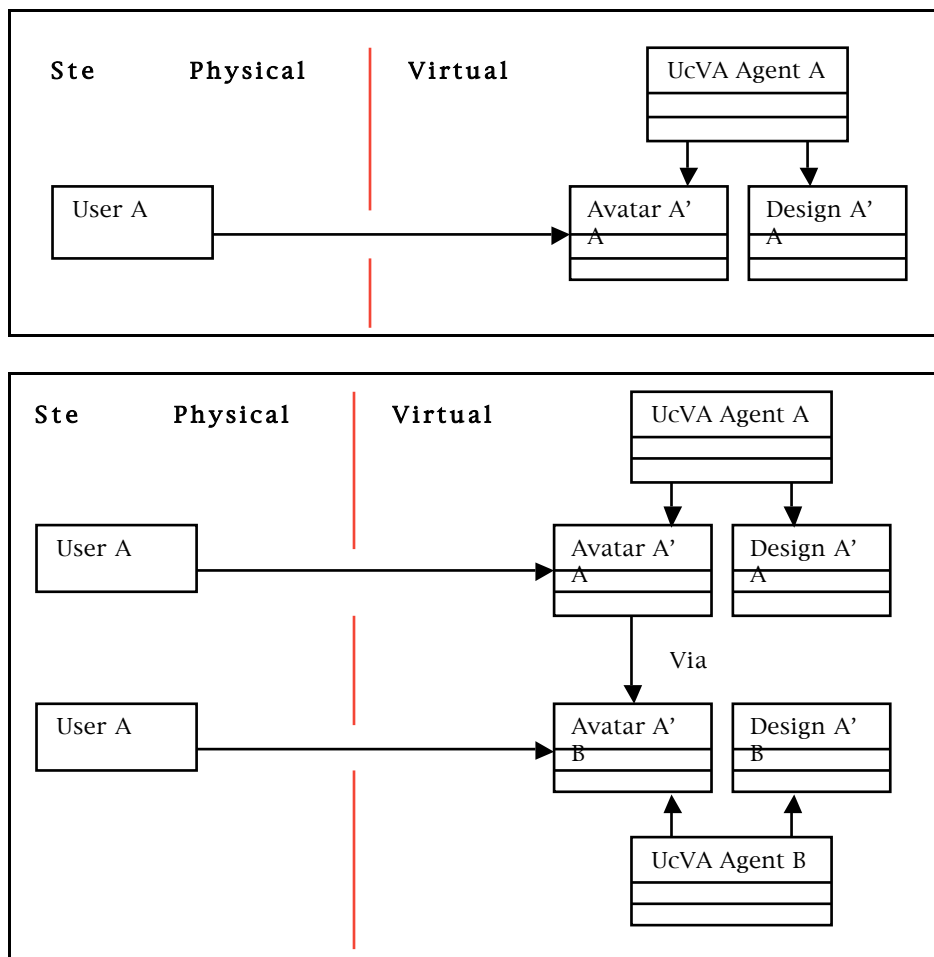 Ste Physical Virtual
UcVA Agent A
User A
Avatar A’
A
Design A’
A
Ste Physical Virtual
UcVA Agent A
User A
Avatar A’
A
Design A’
A
Via
User A
Avatar A’
B
Design A’
B
UcVA Agent B